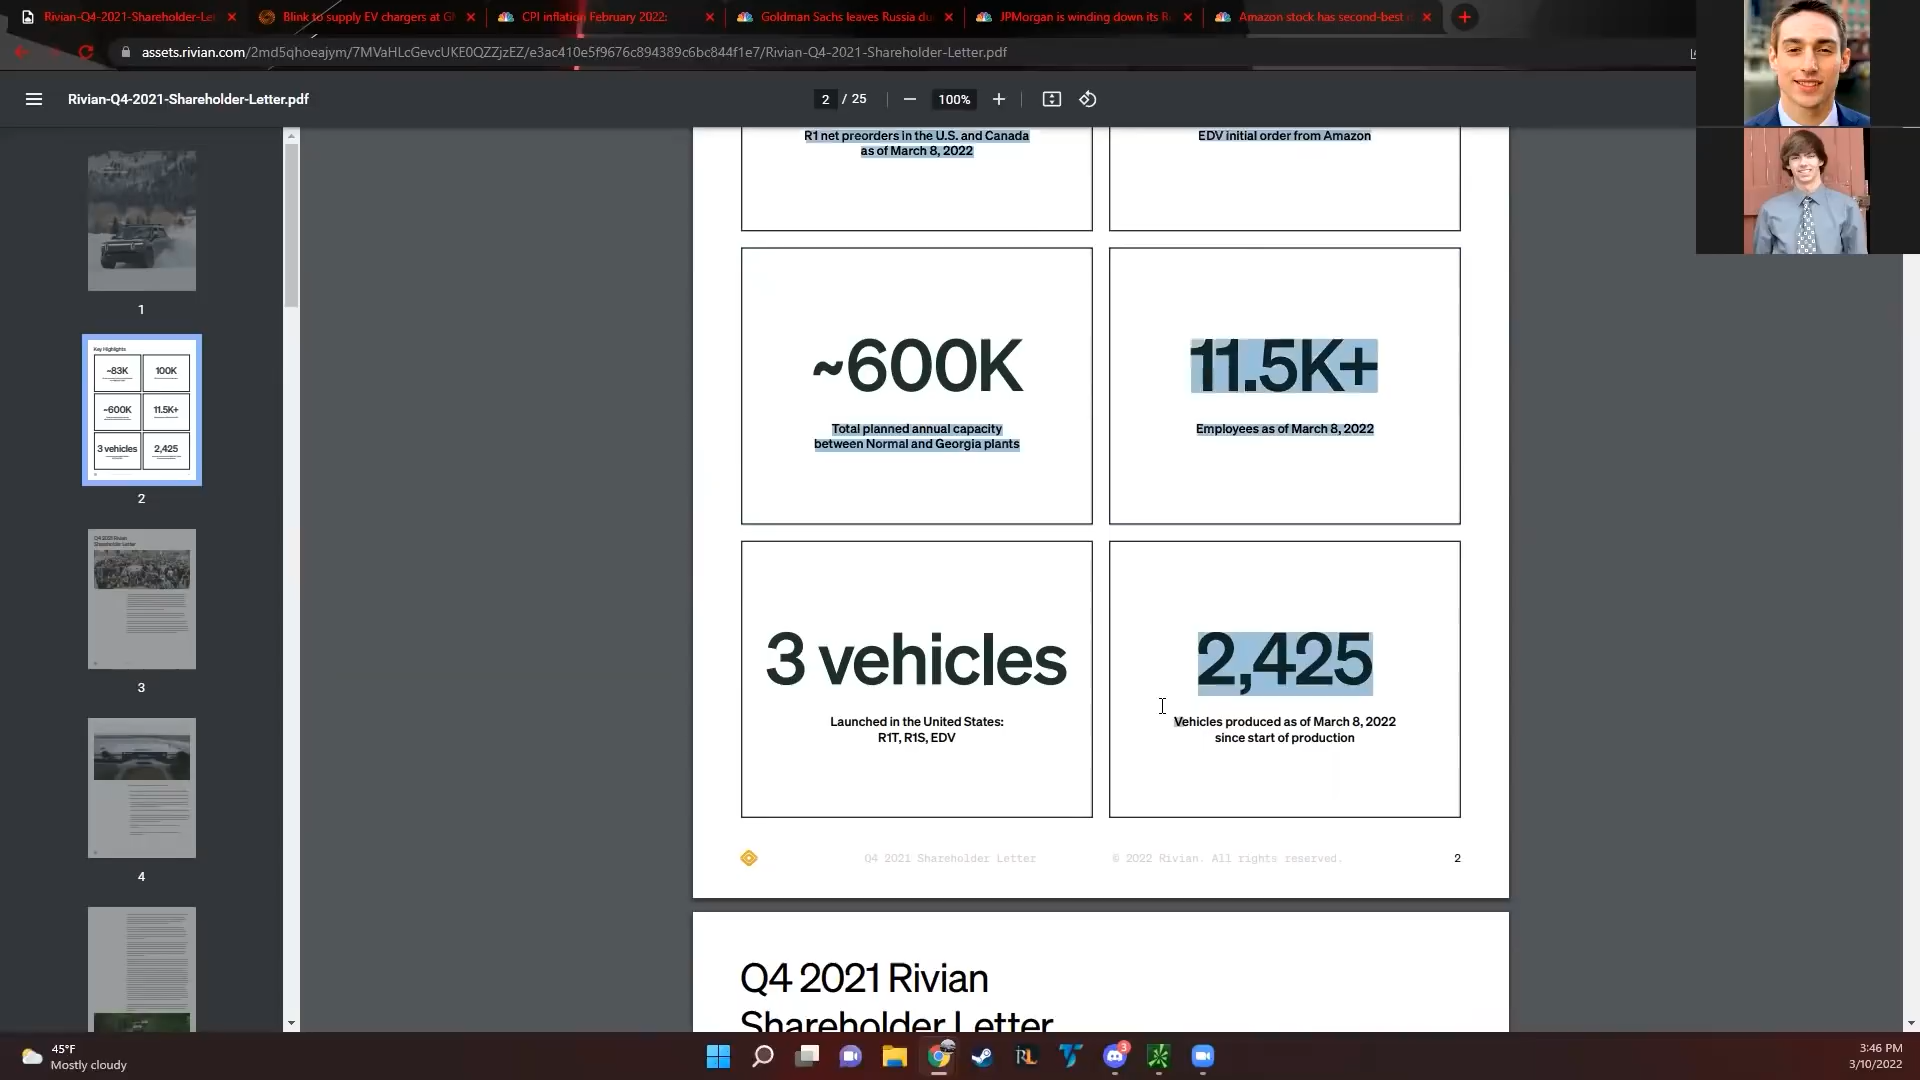 Rivian-Q4-2021-Shareholder-Let
Blink to supply EV chargers at G
CPI inflation February 2022:
Goldman Sachs leaves Russia du
JPMorgan is winding down its R
Amazon stock has second-best
assets.rivian.com/2md5qhoeajym/7MVaHLcGevcUKE0QZZjzEZ/e3ac410e5f9676c894389c6bc844f1e7/Rivian-Q4-2021-Shareholder-Letter.pdf
Rivian-Q4-2021-Shareholder-Letter.pdf
2 / 25
100%
R1 net preorders in the U.S. and Canada
as of March 8, 2022
EDV initial order from Amazon
~600K
Total planned annual capacity
between Normal and Georgia plants
11.5K+
Employees as of March 8, 2022
3 vehicles
Launched in the United States:
R1T, R1S, EDV
2,425
Vehicles produced as of March 8, 2022
since start of production
Q4 2021 Shareholder Letter
© 2022 Rivian. All rights reserved.
2
Q4 2021 Rivian
Shareholder Letter
1
Key Highlights
~83K
100K
~600K
11.5K+
3 vehicles
2,425
2
Q4 2021 Rivian
Shareholder Letter
3
4
45°F
Mostly cloudy
3
3:46 PM
3/10/2022